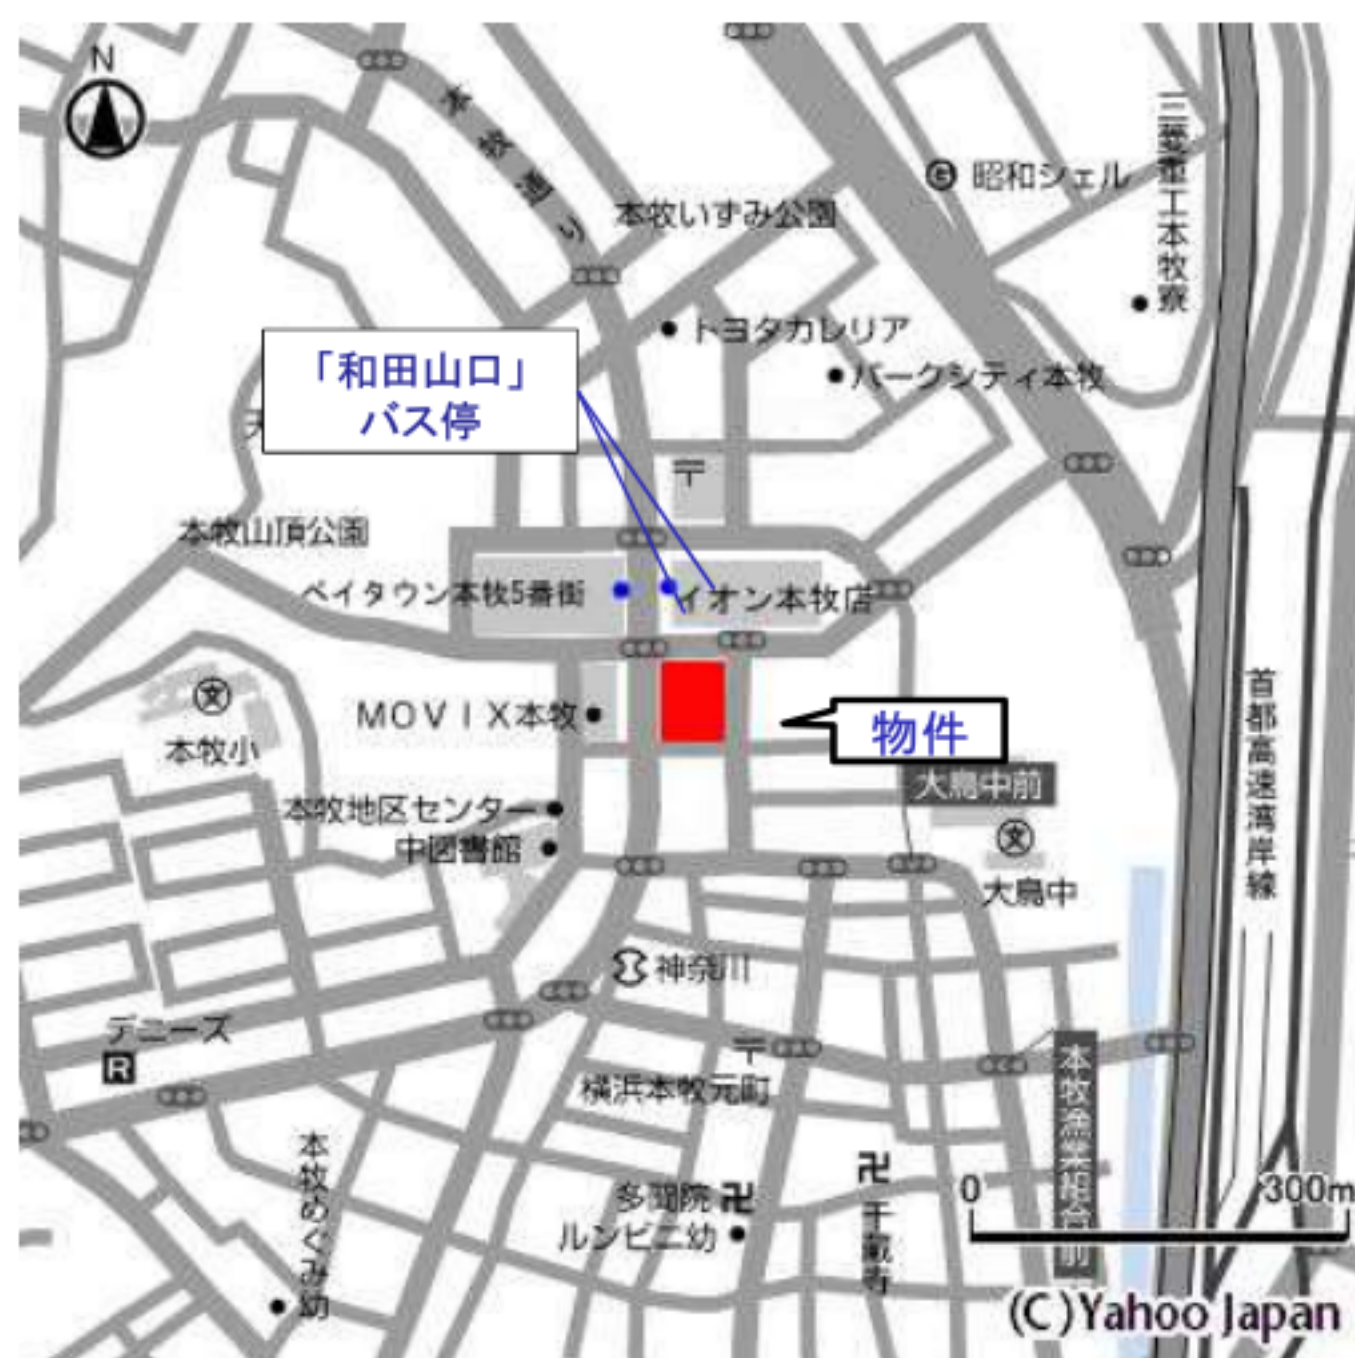 N
本牧通り
三菱重工本牧寮
昭和シェル
本牧いずみ公園
トヨタカレリア
パークシティ本牧
「和田山口」
バス停
天
〒
本牧山頂公園
ベイタウン本牧5番街
イオン本牧店
文
本牧小
MOVIX本牧
物件
首都高速湾岸線
大鳥中前
文
大鳥中
本牧地区センター
中図書館
神奈川
デニーズ
R
〒
横浜本牧元町
本牧漁業組合前
本牧めぐみ幼
多聞院
ルンビニ幼
千蔵寺
0
300m
(C)Yahoo Japan